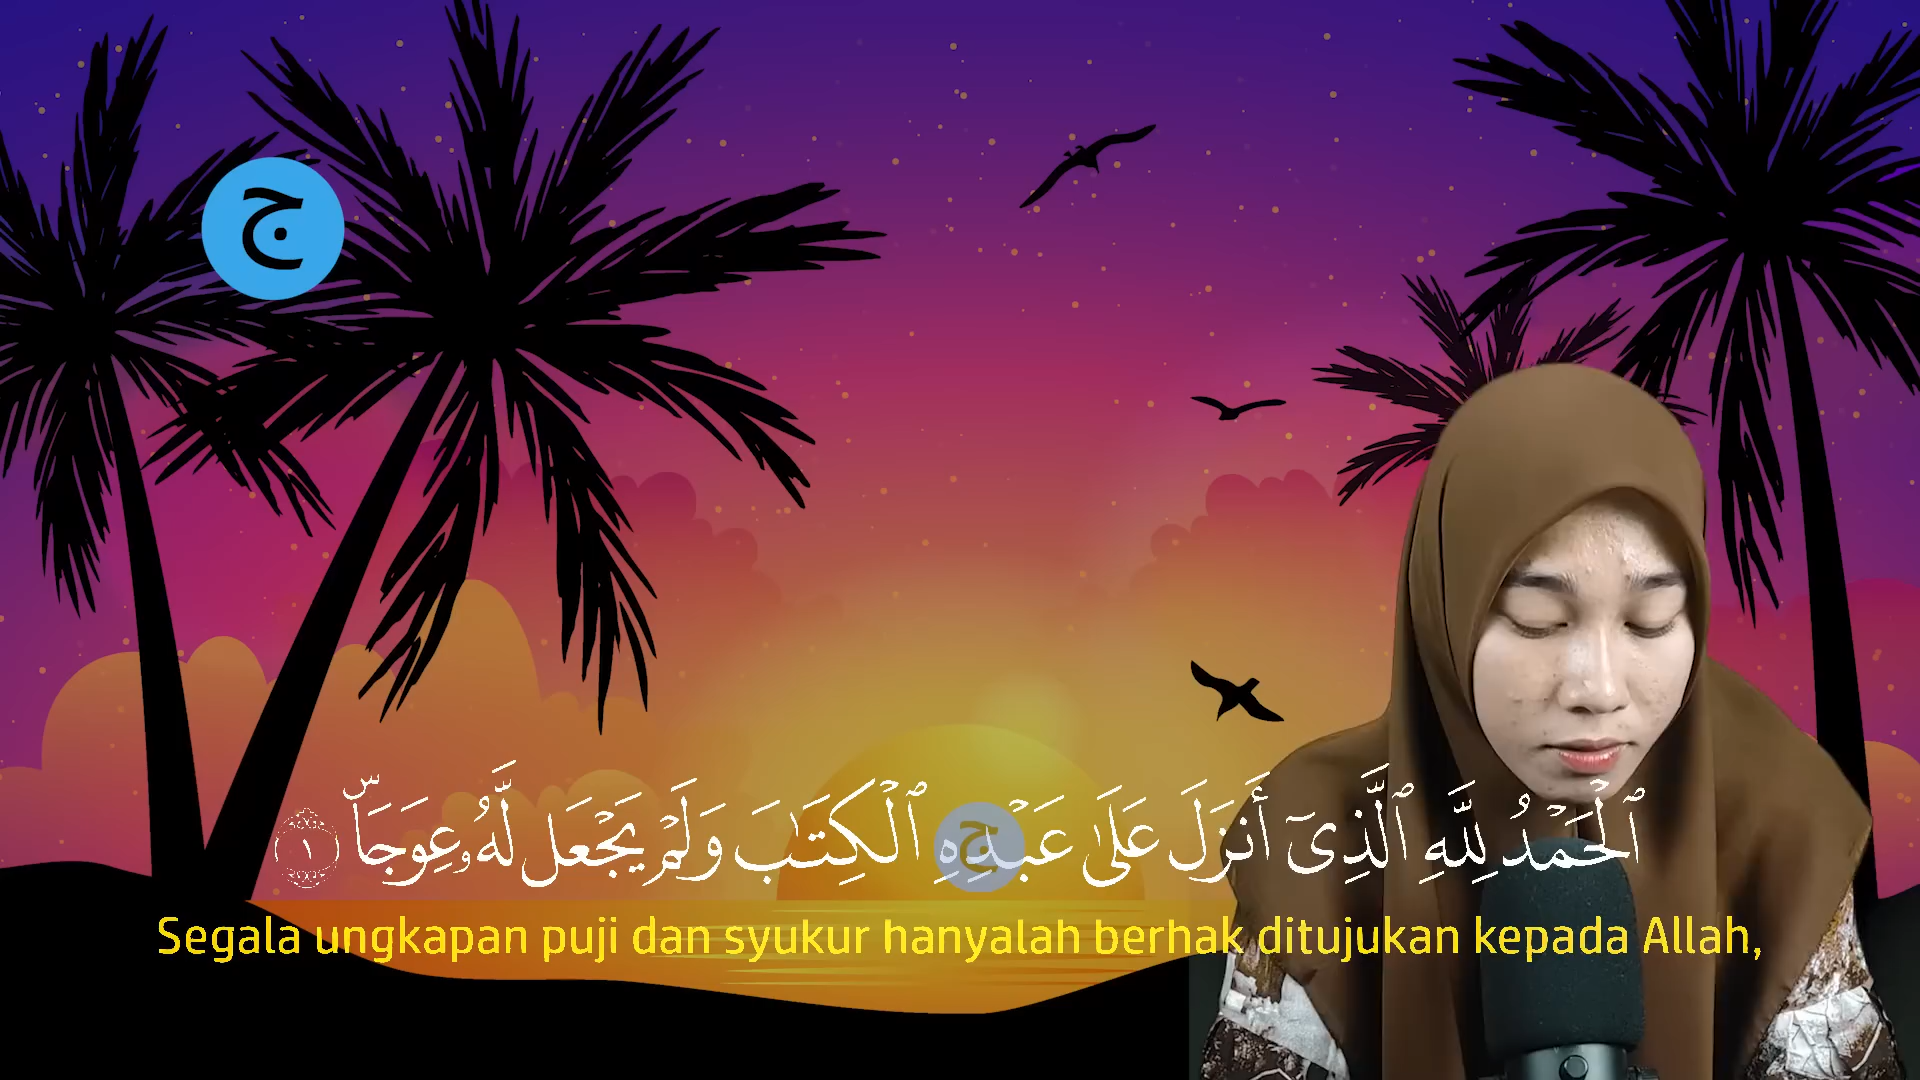 ج
ٱلْحَمْدُ لِلَّهِ ٱلَّذِىٓ أَنزَلَ عَلَىٰ عَبْدِهِ ٱلْكِتَـٰبَ وَلَمْ يَجْعَل لَّهُۥ عِوَجَاۜ ١
ج
Segala ungkapan puji dan syukur hanyalah berhak ditujukan kepada Allah,